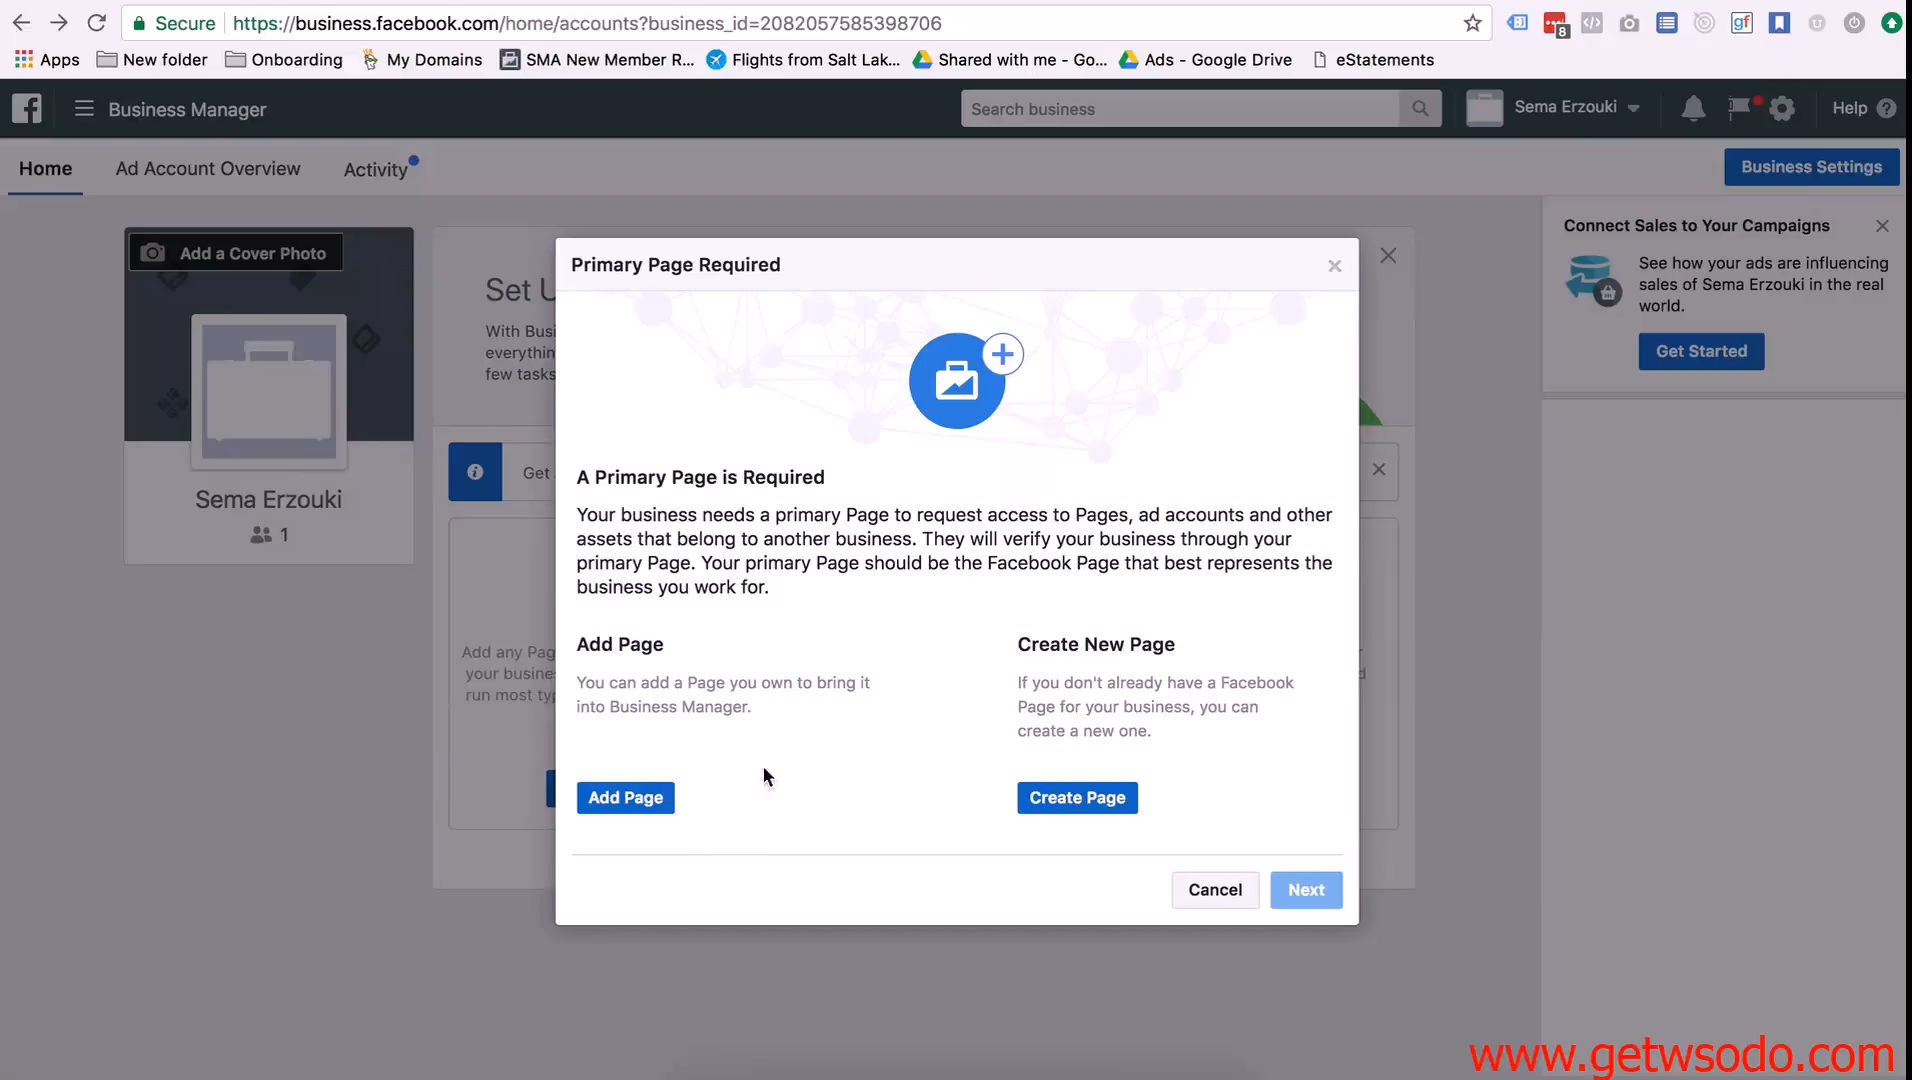 Secure https://business.facebook.com/home/accounts?business_id=2082057585398706
8
gf
Apps New folder Onboarding My Domains SMA New Member R... Flights from Salt Lak... Shared with me - Go... Ads - Google Drive eStatements
Business Manager Search business Sema Erzouki Help
Home Ad Account Overview Activity Business Settings
Add a Cover Photo
Sema Erzouki
1
Set U
With Busi
everythin
few tasks
Get
Add any Pag
your busine
run most typ
Primary Page Required
A Primary Page is Required
Your business needs a primary Page to request access to Pages, ad accounts and other
assets that belong to another business. They will verify your business through your
primary Page. Your primary Page should be the Facebook Page that best represents the
business you work for.
Add Page
You can add a Page you own to bring it
into Business Manager.
Add Page
Create New Page
If you don't already have a Facebook
Page for your business, you can
create a new one.
Create Page
Cancel Next
Connect Sales to Your Campaigns
See how your ads are influencing
sales of Sema Erzouki in the real
world.
Get Started
www.getwsodo.com